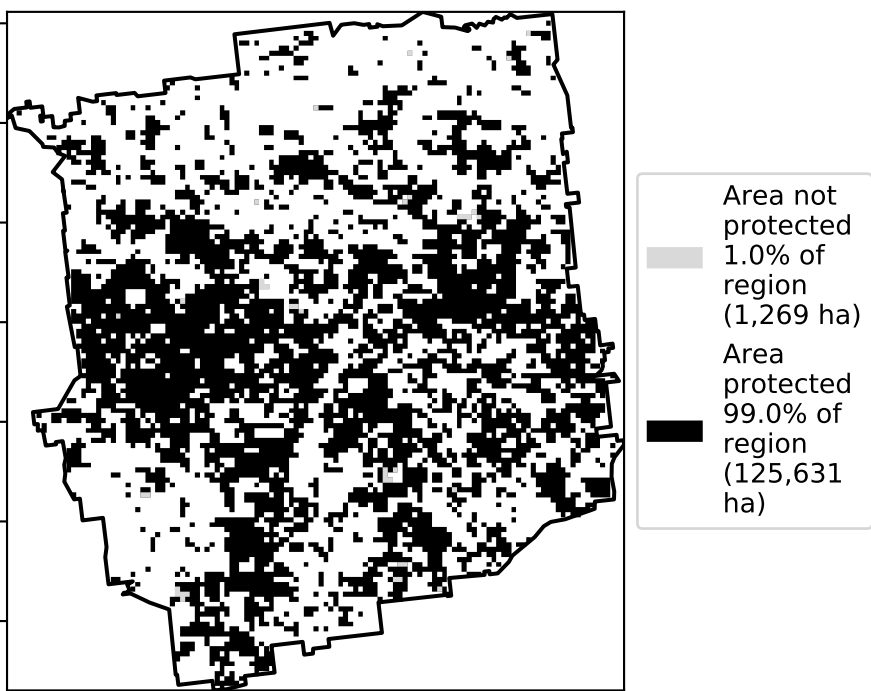 Area not
protected
1.0% of
region
(1,269 ha)
Area
protected
99.0% of
region
(125,631
ha)